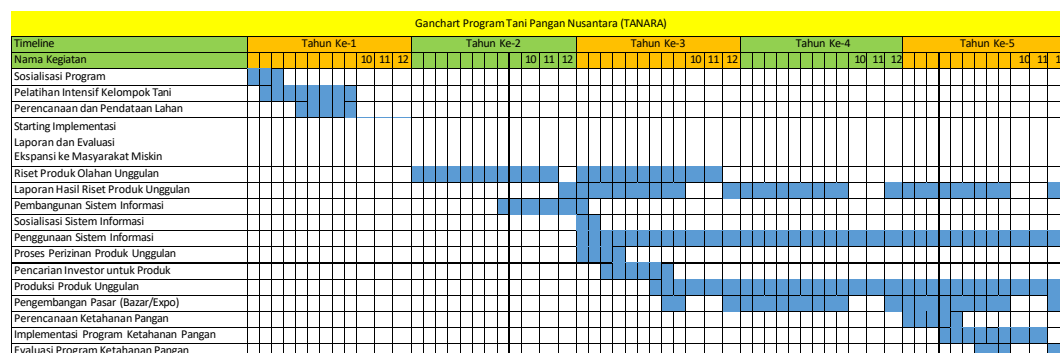 Ganchart Program Tani Pangan Nusantara (TANARA)
Timeline Tahun Ke-1 Tahun Ke-2 Tahun Ke-3 Tahun Ke-4 Tahun Ke-5
Nama Kegiatan 10 11 12 10 11 12 10 11 12 10 11 12 10 11 1
Sosialisasi Program
Pelatihan Intensif Kelompok Tani
Perencanaan dan Pendataan Lahan
Starting Implementasi
Laporan dan Evaluasi
Ekspansi ke Masyarakat Miskin
Riset Produk Olahan Unggulan
Laporan Hasil Riset Produk Unggulan
Pembangunan Sistem Informasi
Sosialisasi Sistem Informasi
Penggunaan Sistem Informasi
Proses Perizinan Produk Unggulan
Pencarian Investor untuk Produk
Produksi Produk Unggulan
Pengembangan Pasar (Bazar/Expo)
Perencanaan Ketahanan Pangan
Implementasi Program Ketahanan Pangan
Evaluasi Program Ketahanan Pangan